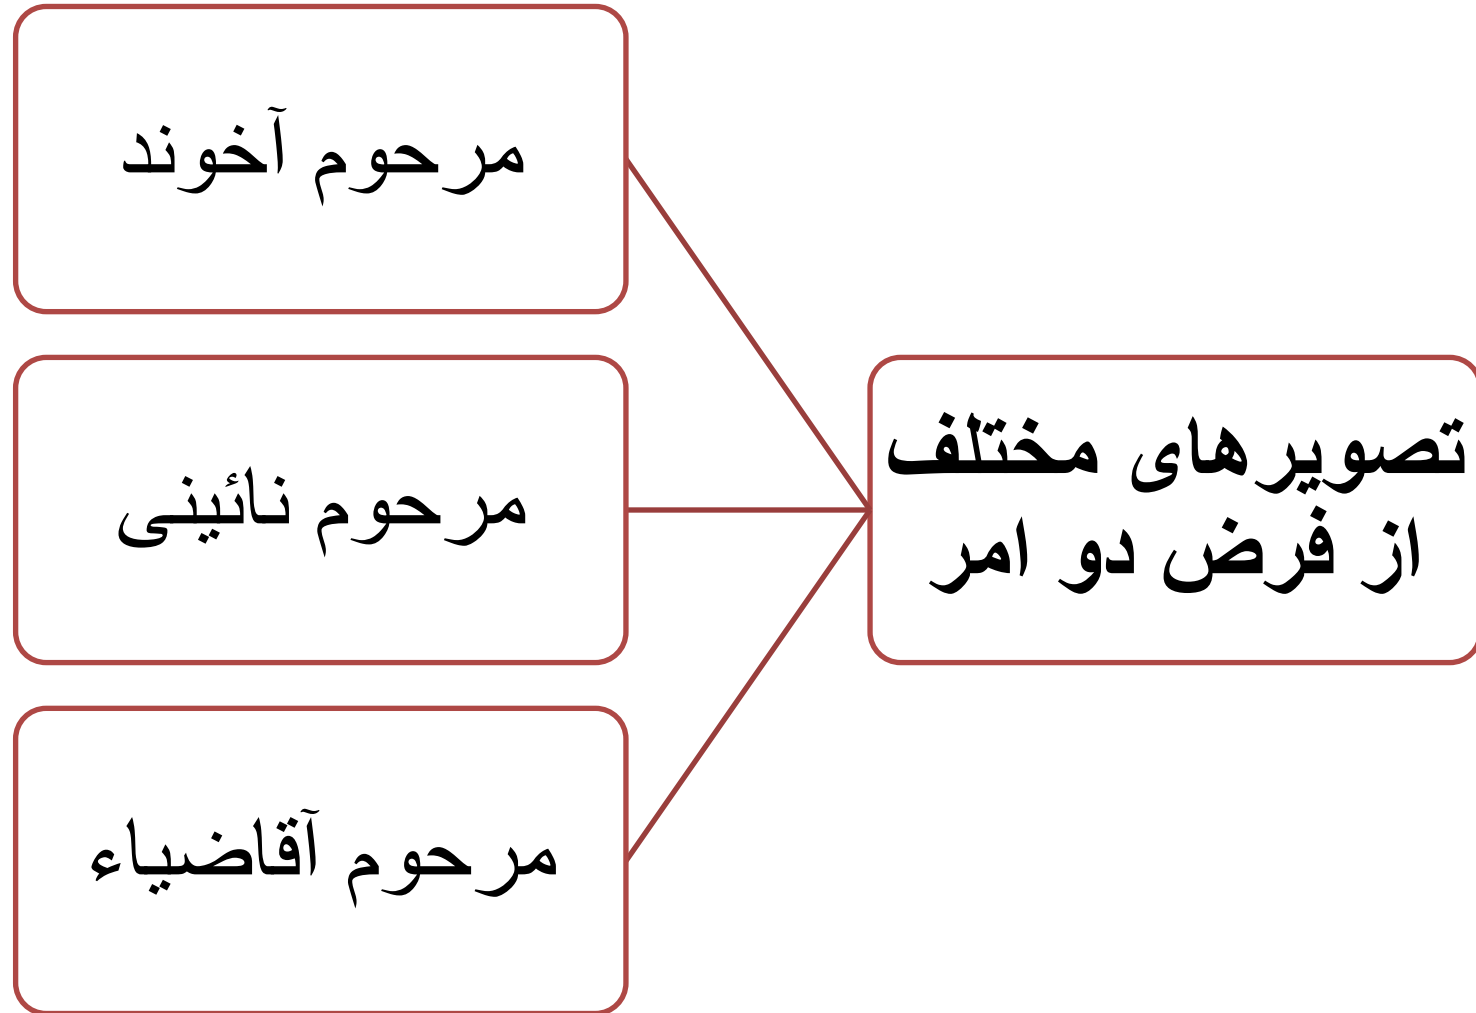 تصویرهای مختلف
از فرض دو امر
مرحوم آخوند
مرحوم نائینی
مرحوم آقاضیاء